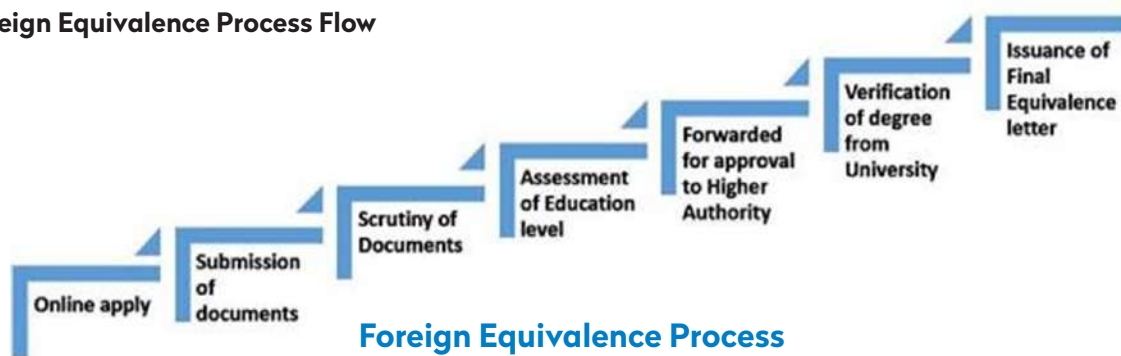 eign Equivalence Process Flow
Online apply
Submission
of
documents
Scrutiny of
Documents
Assessment
of Education
level
Forwarded
for approval
to Higher
Authority
Verification
of degree
from
University
Issuance of
Final
Equivalence
letter
Foreign Equivalence Process